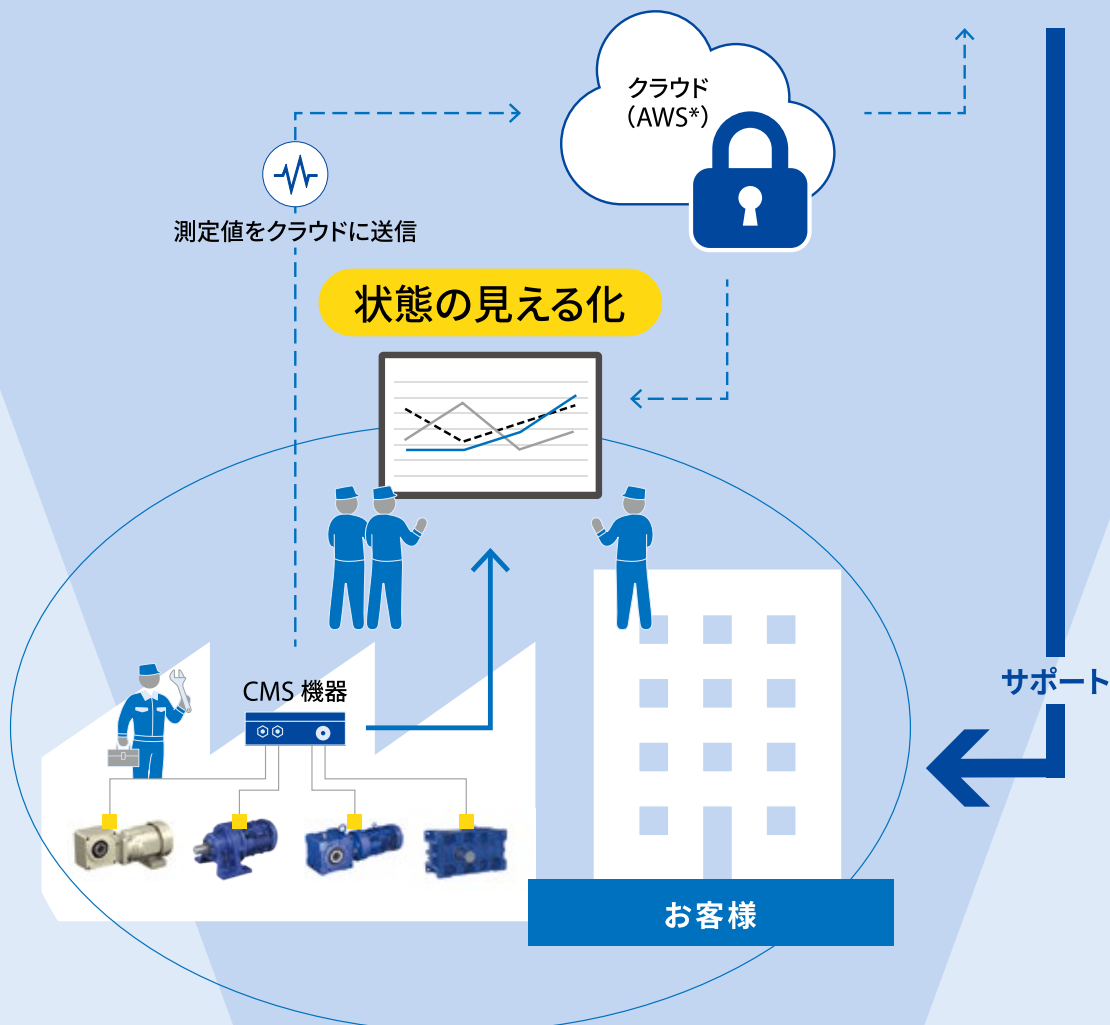 クラウド
（AWS*）
測定値をクラウドに送信
状態の見える化
サポート
CMS 機器
お客様